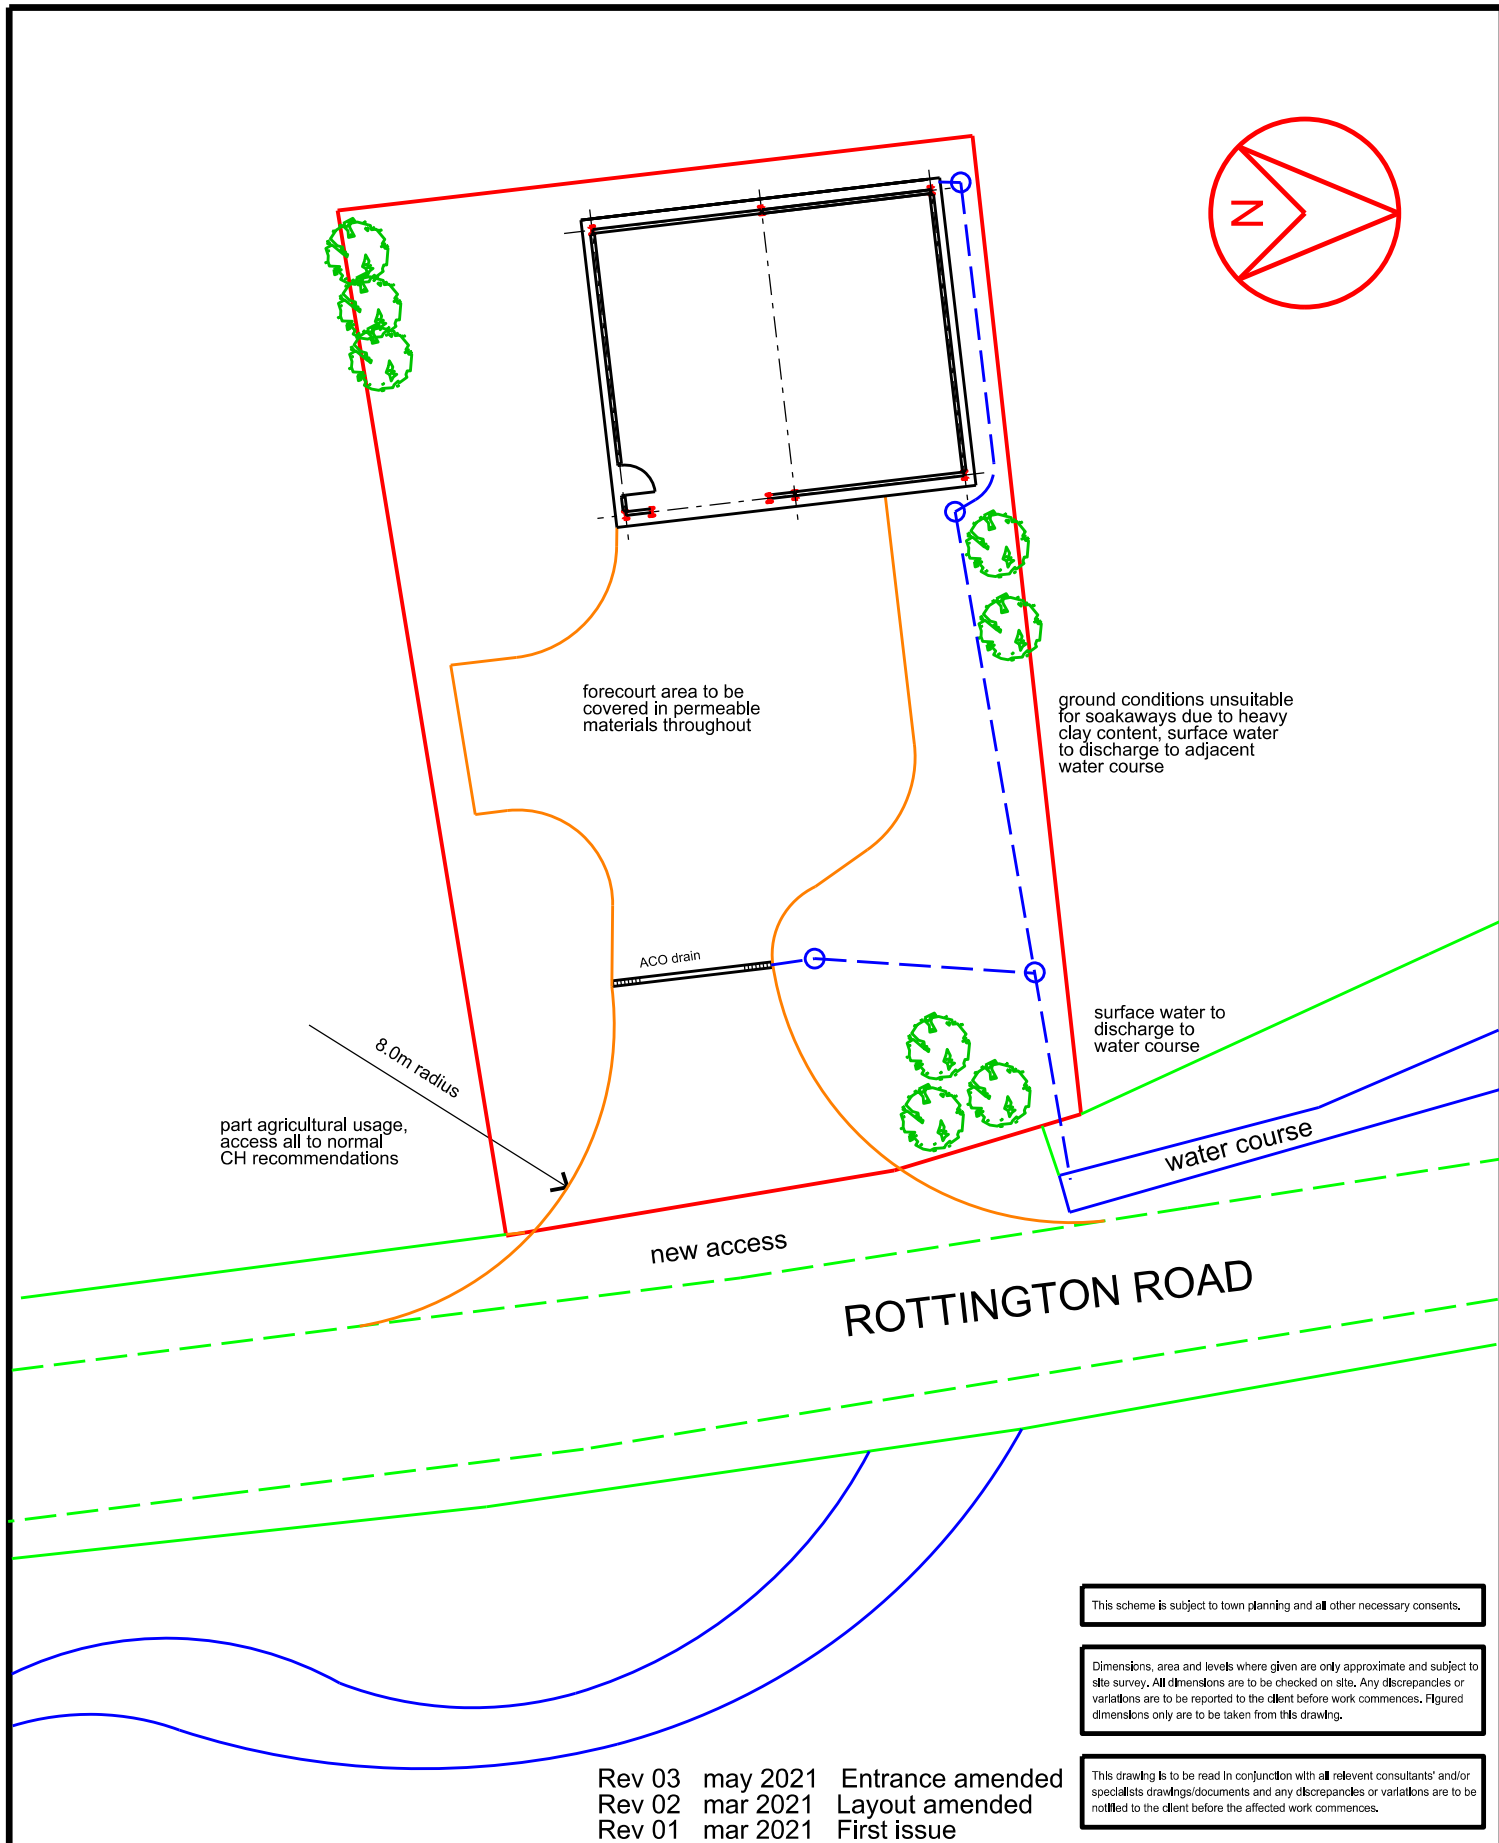 N
forecourt area to be
covered in permeable
materials throughout
ground conditions unsuitable
for soakaways due to heavy
clay content, surface water
to discharge to adjacent
water course
ACO drain
surface water to
discharge to
water course
8.0m radius
part agricultural usage,
access all to normal
CH recommendations
water course
new access
ROTTINGTON ROAD
This scheme is subject to town planning and all other necessary consents.
Dimensions, area and levels where given are only approximate and subject to
site survey. All dimensions are to be checked on site. Any discrepancies or
variations are to be reported to the client before work commences. Figured
dimensions only are to be taken from this drawing.
This drawing is to be read in conjunction with all relevent consultants' and/or
specialists drawings/documents and any discrepancies or variations are to be
notified to the client before the affected work commences.
Rev 03 may 2021 Entrance amended
Rev 02 mar 2021 Layout amended
Rev 01 mar 2021 First issue